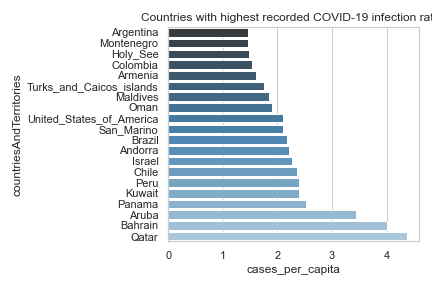 Countries with highest recorded COVID-19 infection rat
Argentina
Montenegro
Holy_See
Colombia
Armenia
Turks_and_Caicos_islands
Maldives
Oman
United_States_of_America
San_Marino
Brazil
Andorra
Israel
Chile
Peru
Kuwait
Panama
Aruba
Bahrain
Qatar
countriesAndTerritories
0 1 2 3 4
cases_per_capita